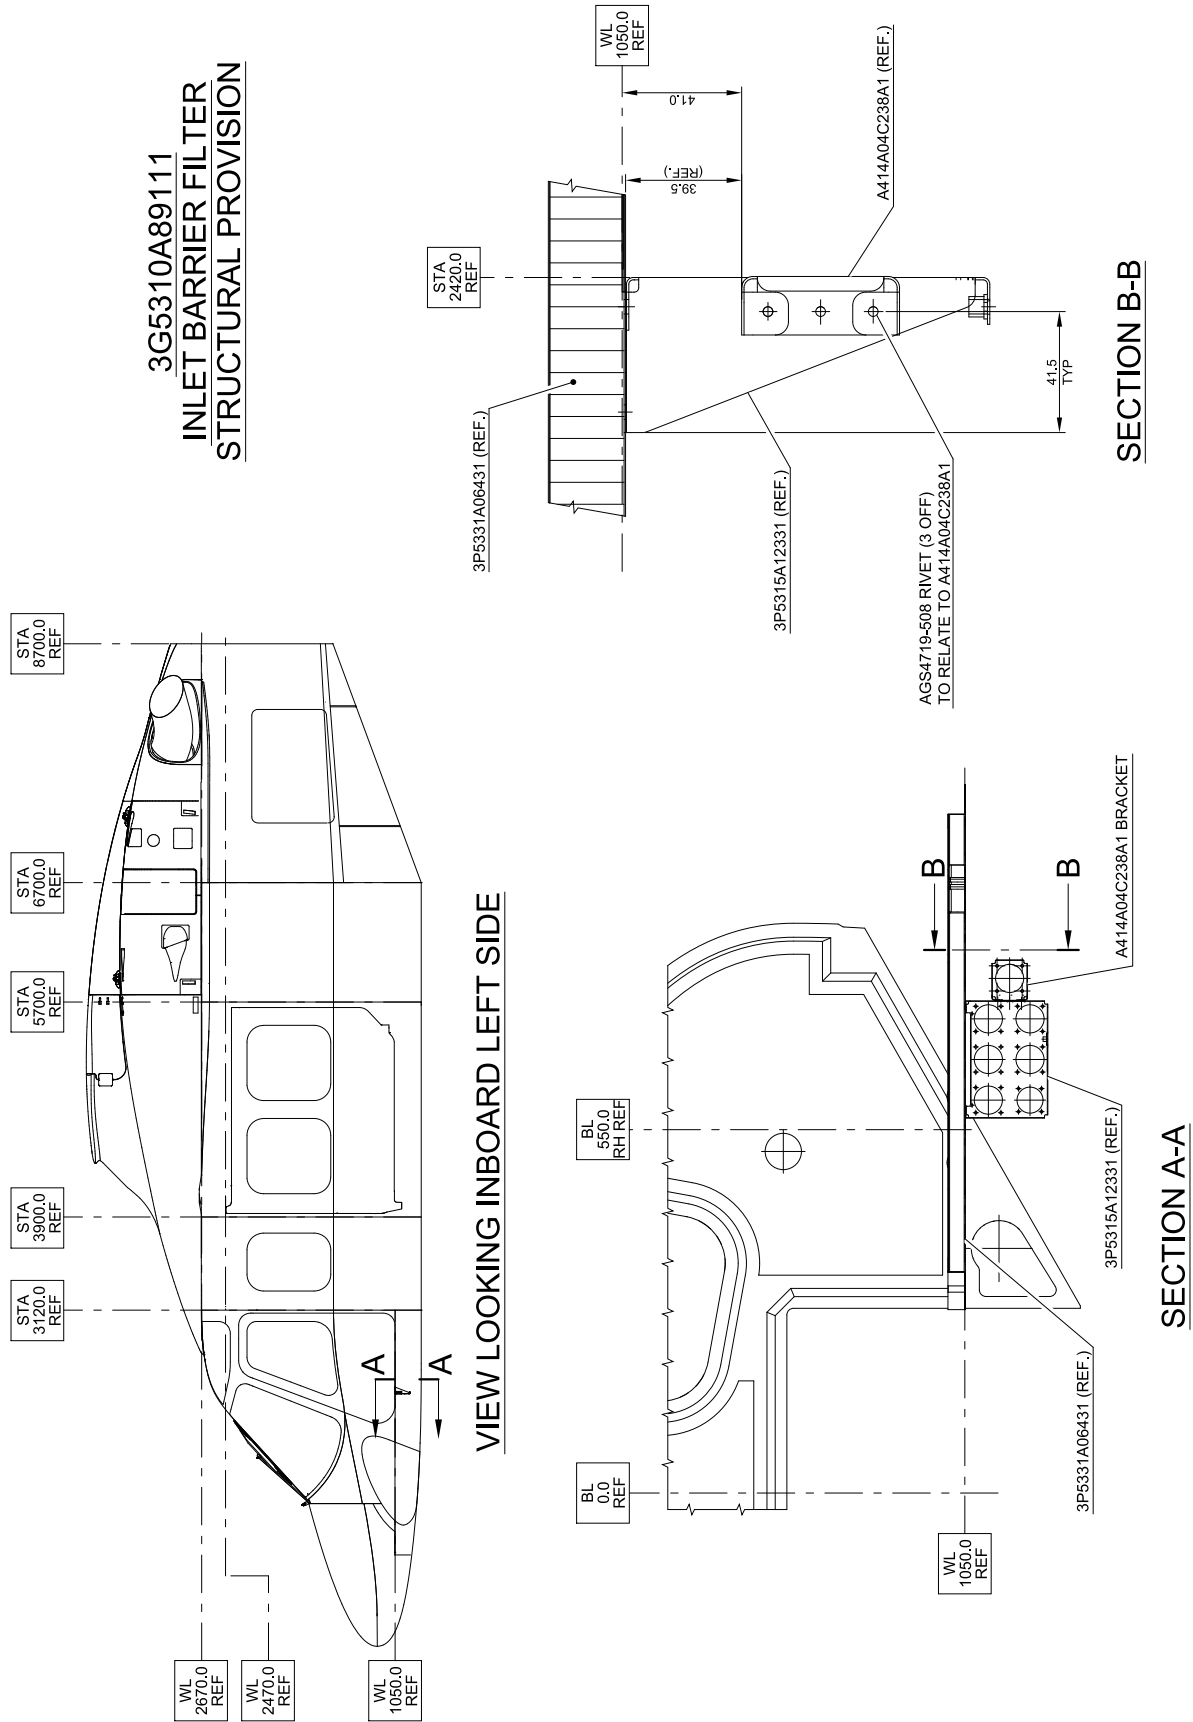 3G5310A89111
INLET BARRIER FILTER
STRUCTURAL PROVISION
STA
3120.0
REF
STA
3900.0
REF
STA
5700.0
REF
STA
6700.0
REF
STA
8700.0
REF
WL
2670.0
REF
WL
2470.0
REF
WL
1050.0
REF
A
A
VIEW LOOKING INBOARD LEFT SIDE
BL
0.0
REF
BL
550.0
RH REF
WL
1050.0
REF
B
B
3P5331A06431 (REF.)
3P5315A12331 (REF.)
A414A04C238A1 BRACKET
SECTION A-A
STA
2420.0
REF
WL
1050.0
REF
3P5331A06431 (REF.)
39.5
(REF.)
41.0
3P5315A12331 (REF.)
A414A04C238A1 (REF.)
AGS4719-508 RIVET (3 OFF)
TO RELATE TO A414A04C238A1
41.5
TYP
SECTION B-B